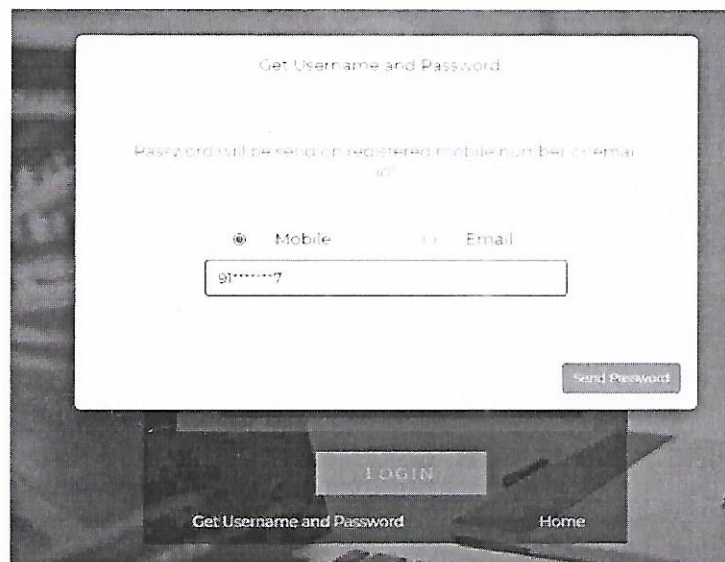 Get Username and Password
Password will be send on registered mobile number or email
id!
Mobile Email
91*******7
Send Password
LOGIN
Get Username and Password Home